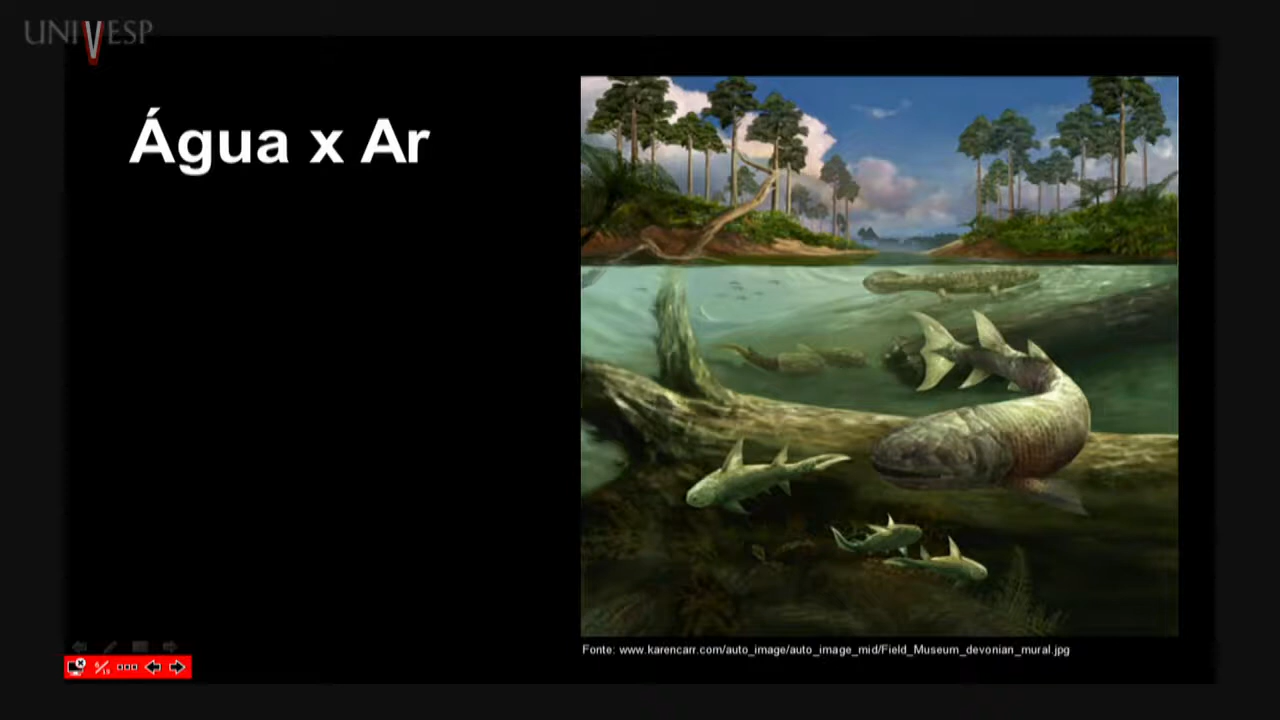 UNIVESP
Água x Ar
Fonte: www.karencarr.com/auto_image/auto_image_mid/Field_Museum_devonian_mural.jpg